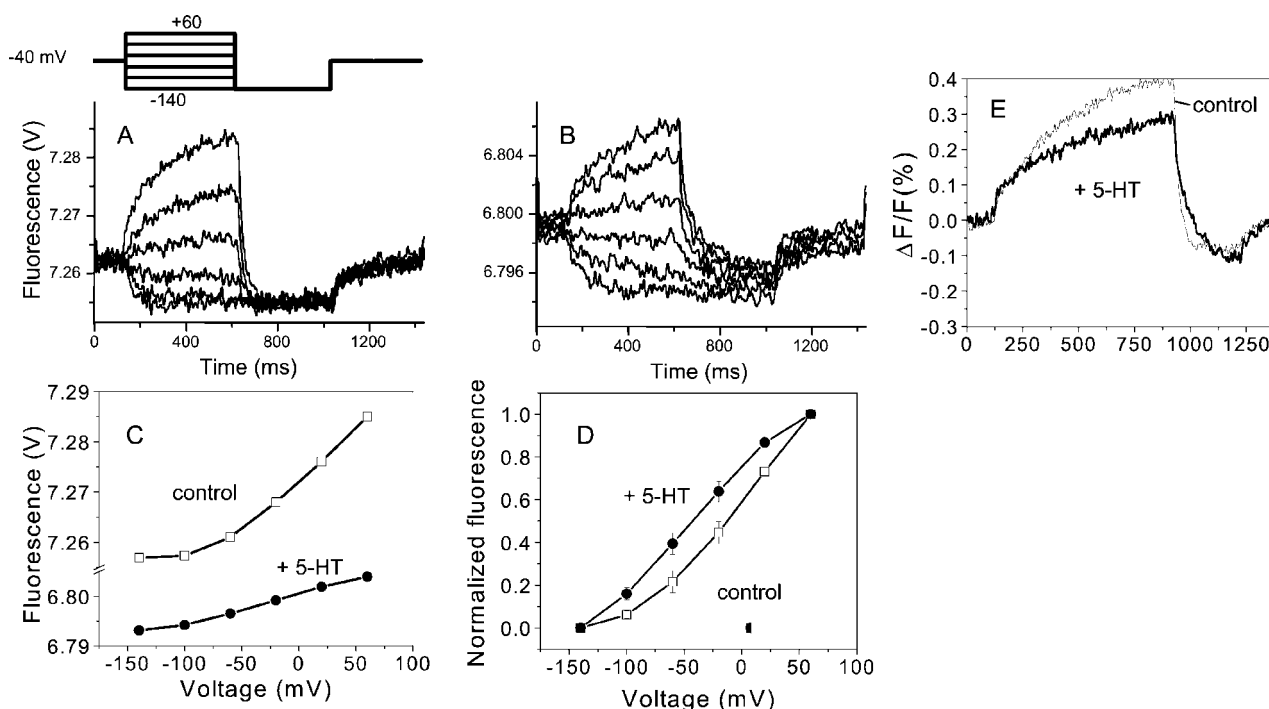 +60
-40 mV
-140
A
Fluorescence (V)
7.28
7.27
7.26
0 400 800 1200
Time (ms)
B
6.804
6.800
6.796
0 400 800 1200
Time (ms)
E
control
+ 5-HT
Δ F/F(%)
0.4
0.3
0.2
0.1
0.0
-0.1
-0.3
0 250 500 750 1000 1250
C
control
+ 5-HT
Fluorescence (V)
7.29
7.28
7.27
7.26
6.80
6.79
-150 -100 -50 0 50 100
Voltage (mV)
D
+ 5-HT
control
Normalized fluorescence
1.0
0.8
0.6
0.4
0.2
0.0
-150 -100 -50 0 50 100
Voltage (mV)